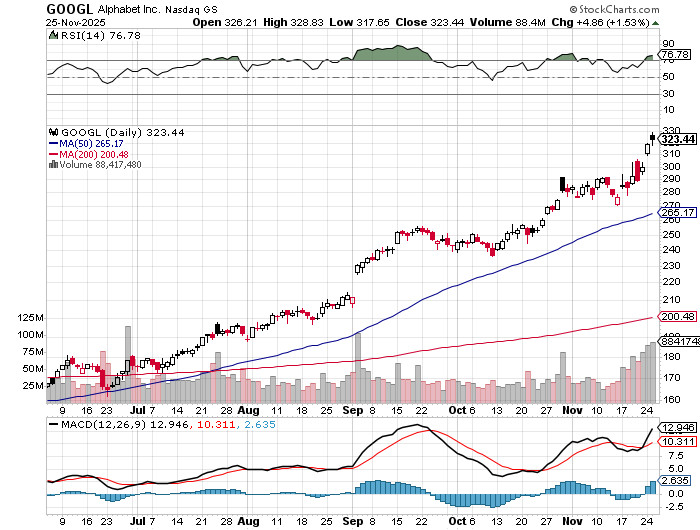 GOOGL Alphabet Inc. Nasdaq GS © StockCharts.com
25-Nov-2025 Open 326.21 High 328.83 Low 317.65 Close 323.44 Volume 88.4M Chg +4.86 (+1.53%)
RSI(14) 76.78
90
76.78
70
50
30
10
GOOGL (Daily) 323.44
MA(50) 265.17
MA(200) 200.48
Volume 88,417,480
330
323.44
320
310
300
290
280
270
265.17
260
250
240
230
220
210
200.48
190
180
170
160
125M
100M
75M
50M
25M
88417480
9 16 23 Jul 7 14 21 28 Aug 11 18 25 Sep 8 15 22 Oct 6 13 20 27 Nov 10 17 24
MACD(12,26,9) 12.946, 10.311, 2.635
12.946
10.311
7.5
5.0
2.635
0.0
-2.5
9 16 23 Jul 7 14 21 28 Aug 11 18 25 Sep 8 15 22 Oct 6 13 20 27 Nov 10 17 24